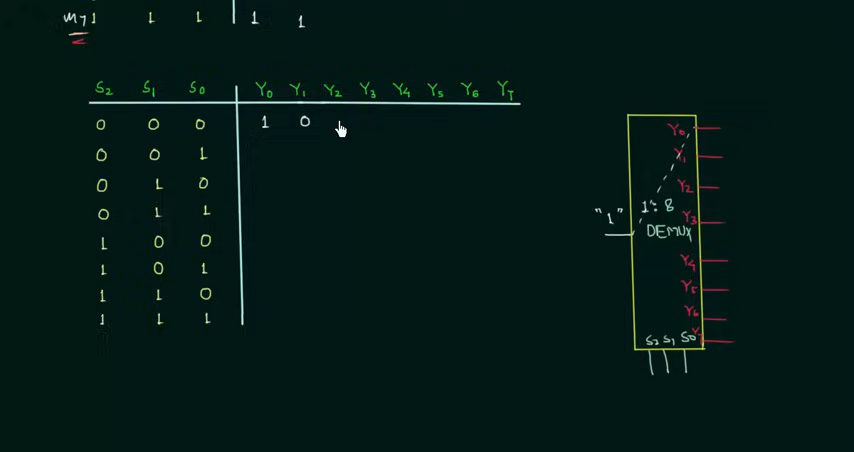 m7 1 1 1 1 1
S2 S1 S0 Y0 Y1 Y2 Y3 Y4 Y5 Y6 Y7
0 0 0 1 0
0 0 1
0 1 0
0 1 1
1 0 0
1 0 1
1 1 0
1 1 1
Y0
Y1
Y2
"1" 1:8 Y3
DEMUX
Y4
Y5
Y6
Y7
S2 S1 S0